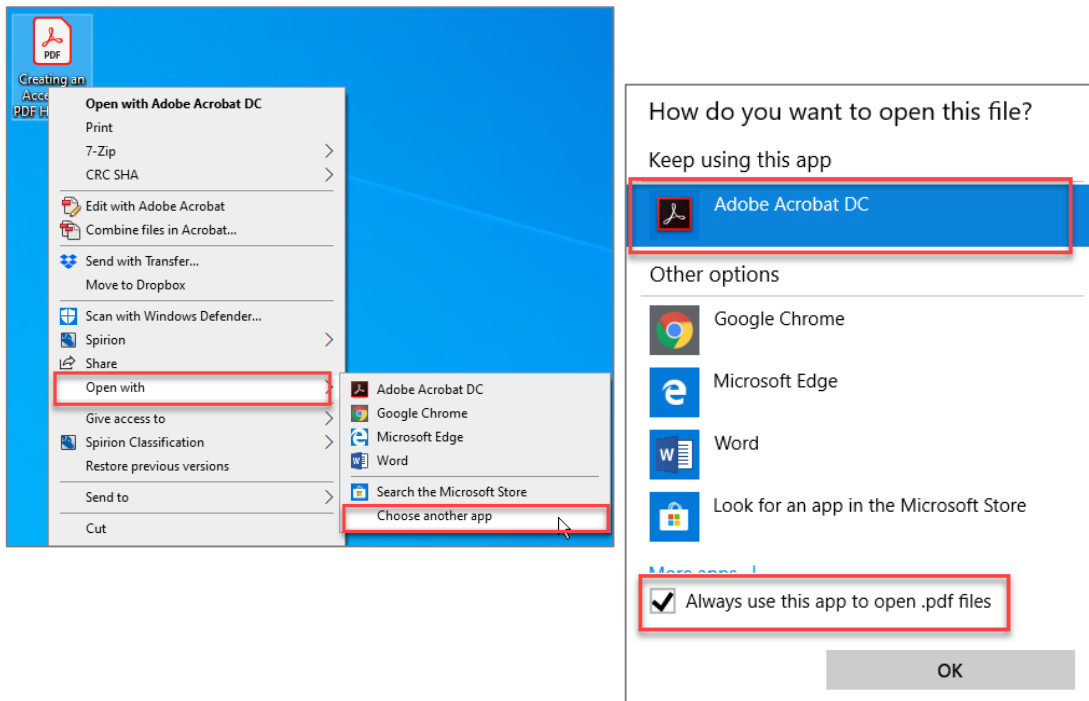 PDF
Creating an
Acce
PDF H
Open with Adobe Acrobat DC
Print
7-Zip
CRC SHA
Edit with Adobe Acrobat
Combine files in Acrobat...
Send with Transfer...
Move to Dropbox
Scan with Windows Defender...
Spirion
Share
Open with
Give access to
Spirion Classification
Restore previous versions
Send to
Cut
Adobe Acrobat DC
Google Chrome
Microsoft Edge
Word
Search the Microsoft Store
Choose another app
How do you want to open this file?
Keep using this app
Adobe Acrobat DC
Other options
Google Chrome
Microsoft Edge
Word
Look for an app in the Microsoft Store
More apps
Always use this app to open .pdf files
OK